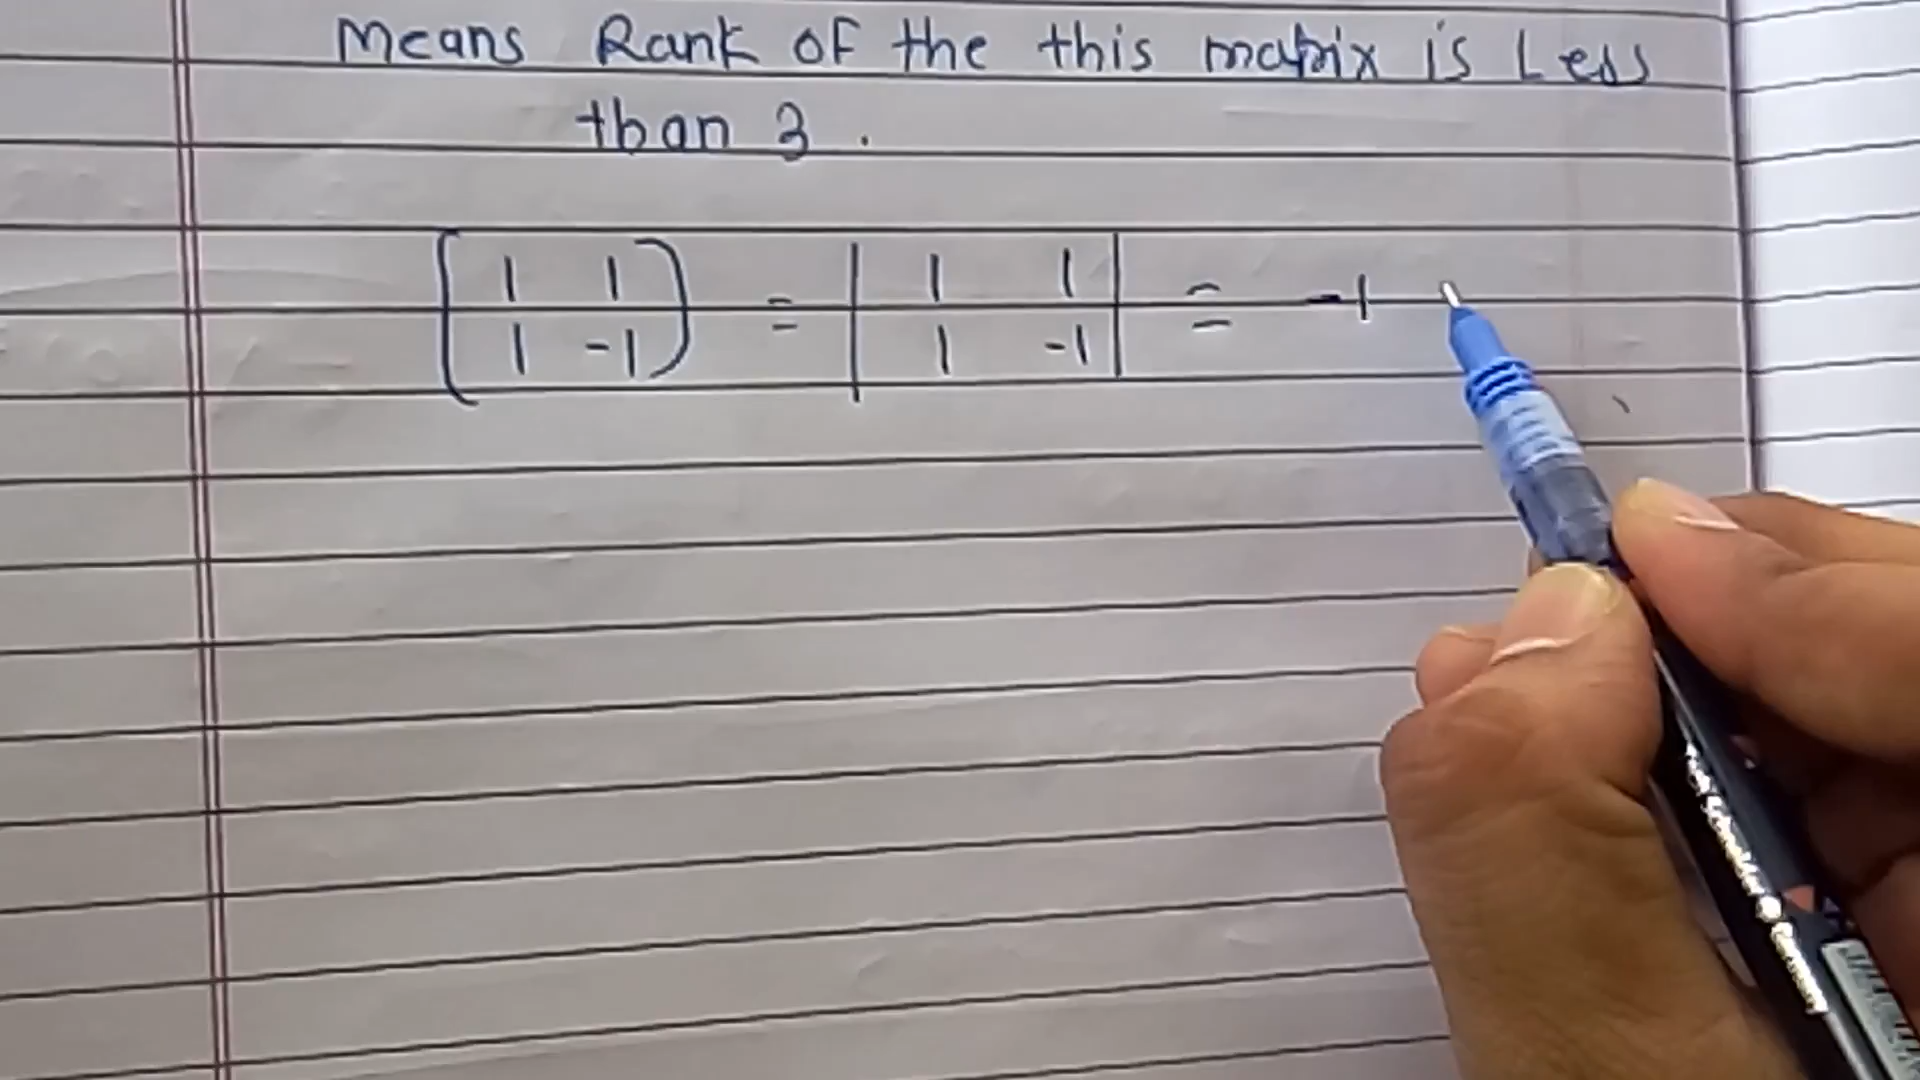 Means Rank of the this matrix is Less
than 3.
[1 1
1 -1] = |1 1
1 -1| = -1
Schneider